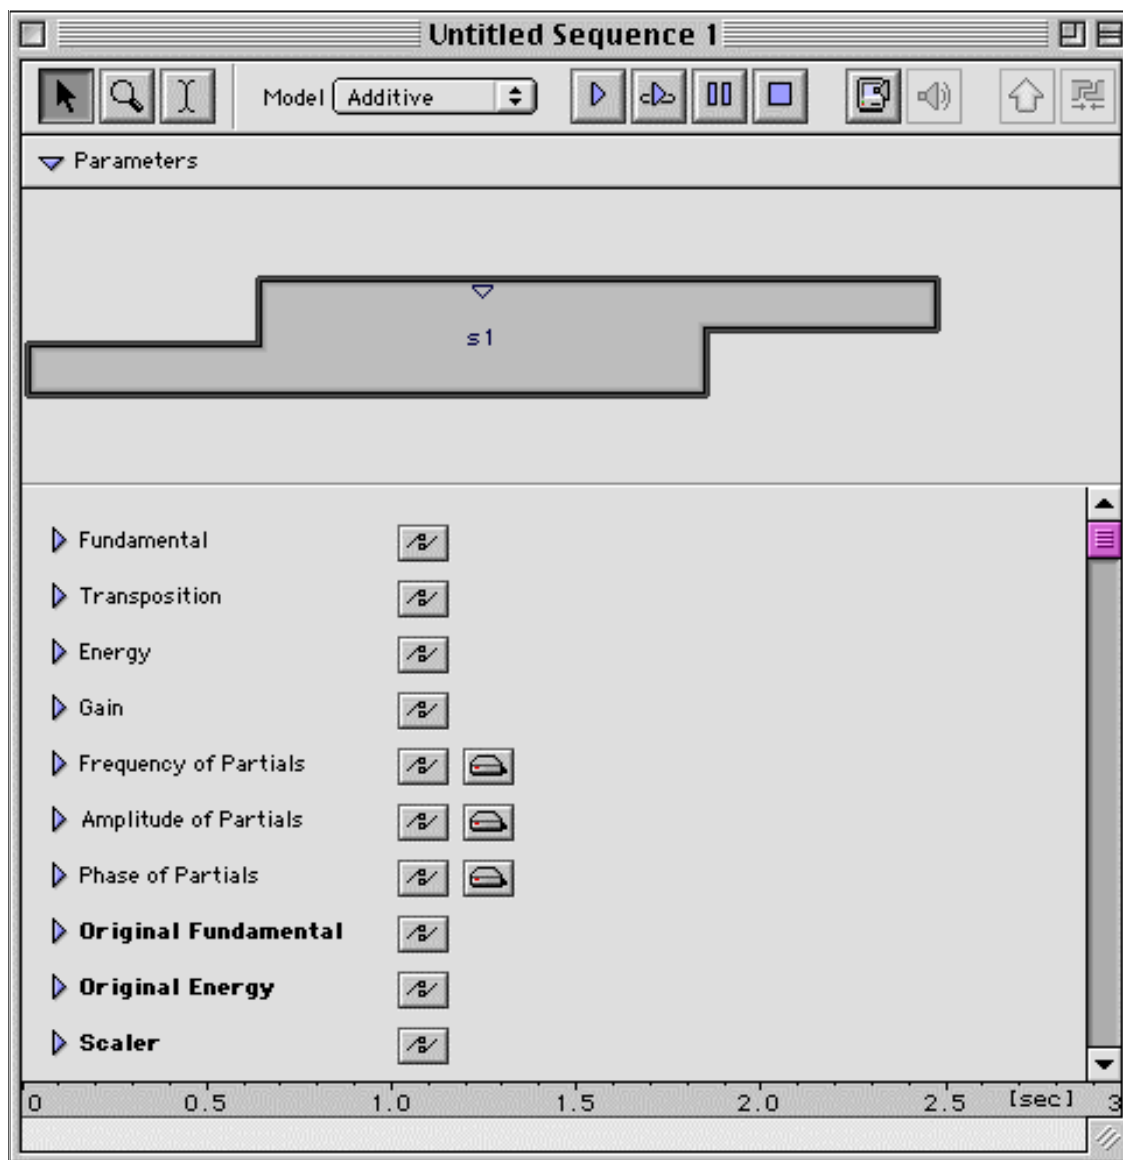 Untitled Sequence 1
Model Additive
Parameters
s1
Fundamental
Transposition
Energy
Gain
Frequency of Partials
Amplitude of Partials
Phase of Partials
Original Fundamental
Original Energy
Scaler
0 0.5 1.0 1.5 2.0 2.5 [sec] 3